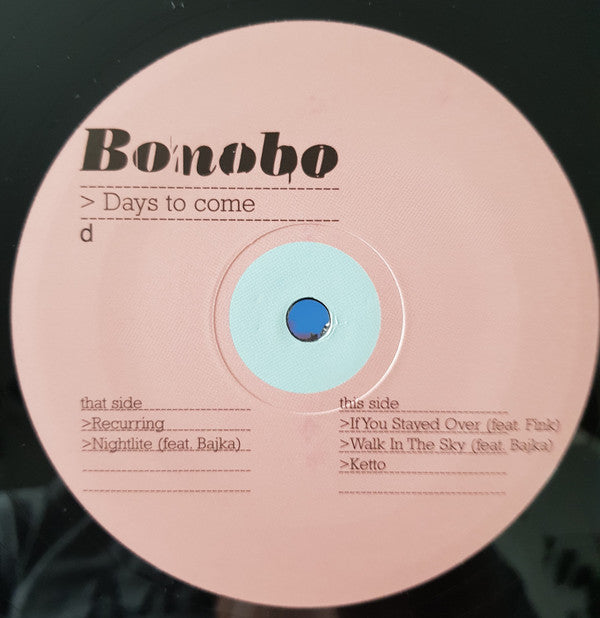 Bonobo
> Days to come
d
that side
>Recurring
>Nightlite (feat. Bajka)
this side
>If You Stayed Over (feat. Fink)
>Walk In The Sky (feat. Bajka)
>Ketto